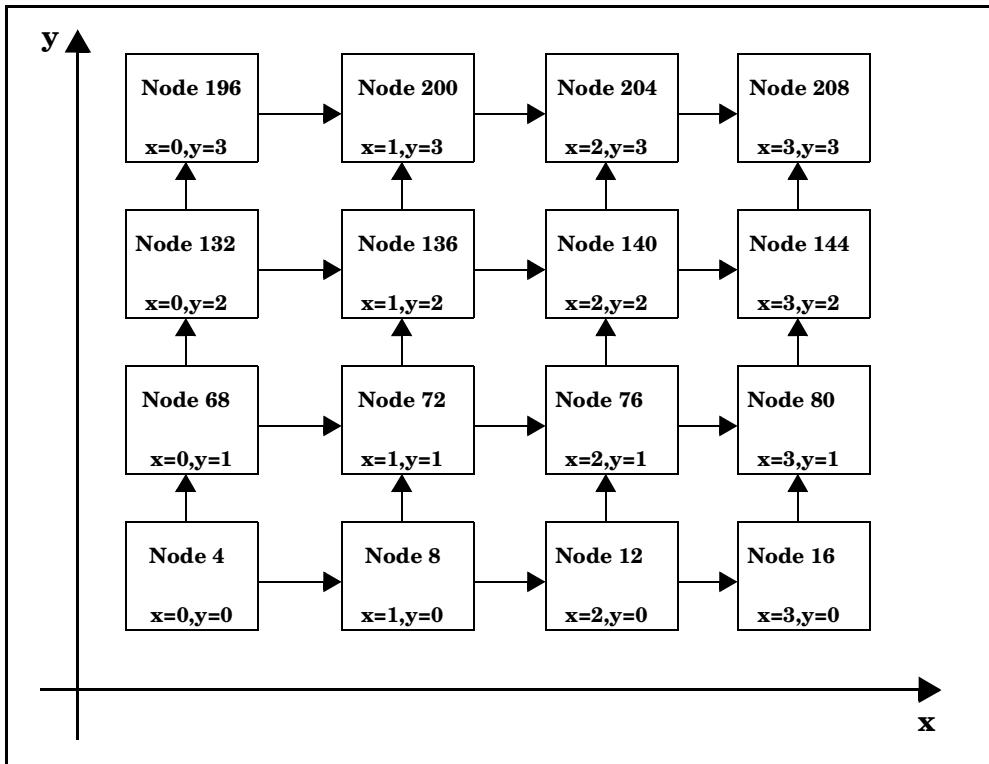 y
Node 196
Node 200
Node 204
Node 208
x=0,y=3
x=1,y=3
x=2,y=3
x=3,y=3
Node 132
Node 136
Node 140
Node 144
x=0,y=2
x=1,y=2
x=2,y=2
x=3,y=2
Node 68
Node 72
Node 76
Node 80
x=0,y=1
x=1,y=1
x=2,y=1
x=3,y=1
Node 4
Node 8
Node 12
Node 16
x=0,y=0
x=1,y=0
x=2,y=0
x=3,y=0
x